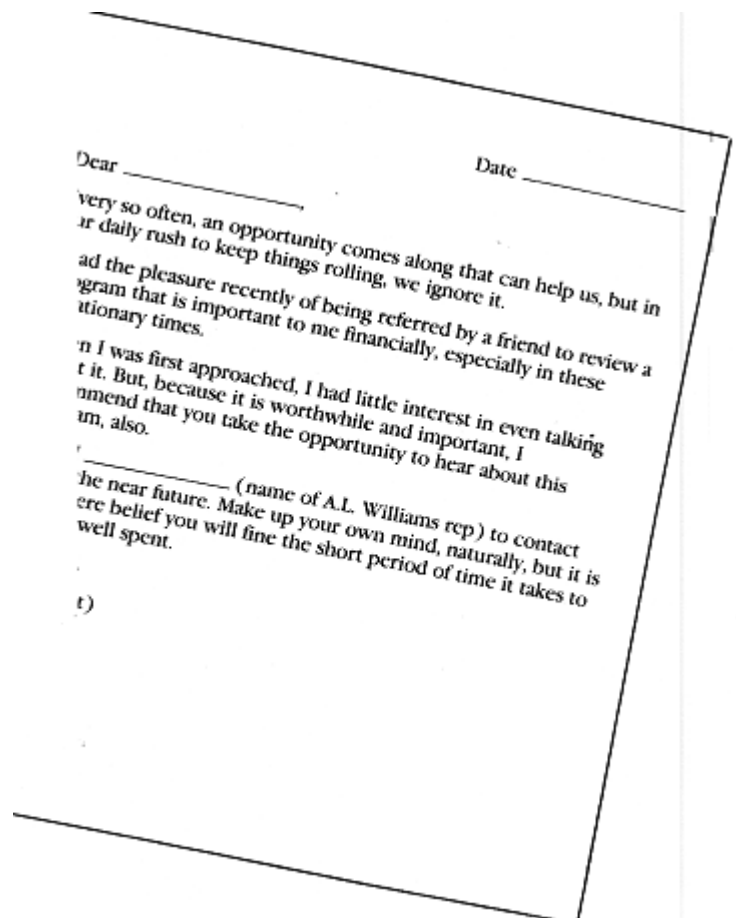 Date
Dear ,
very so often, an opportunity comes along that can help us, but in
ur daily rush to keep things rolling, we ignore it.
ad the pleasure recently of being referred by a friend to review a
gram that is important to me financially, especially in these
ationary times.
n I was first approached, I had little interest in even talking
t it. But, because it is worthwhile and important, I
mmend that you take the opportunity to hear about this
am, also.
(name of A.L. Williams rep) to contact
he near future. Make up your own mind, naturally, but it is
ere belief you will fine the short period of time it takes to
well spent.
t)